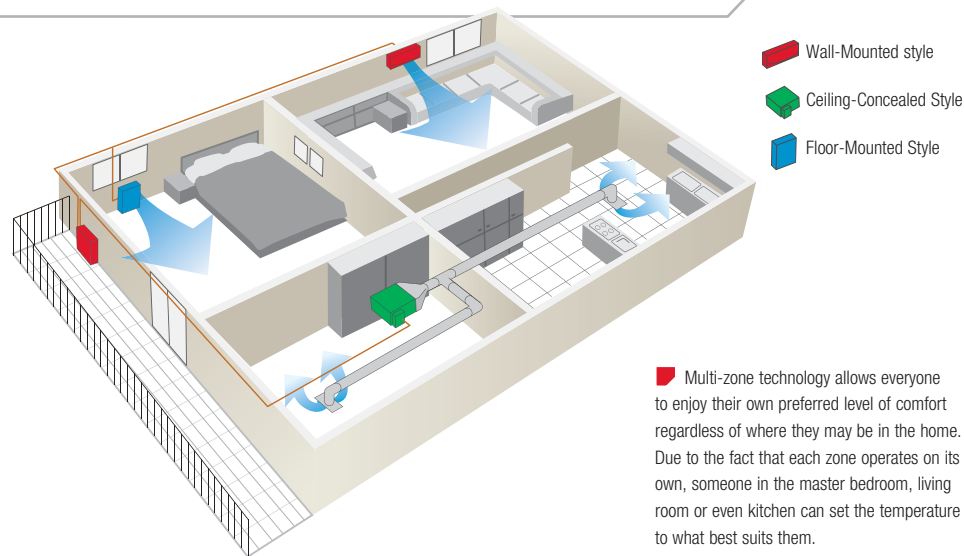 Wall-Mounted style
Ceiling-Concealed Style
Floor-Mounted Style
Multi-zone technology allows everyone
to enjoy their own preferred level of comfort
regardless of where they may be in the home.
Due to the fact that each zone operates on its
own, someone in the master bedroom, living
room or even kitchen can set the temperature
to what best suits them.